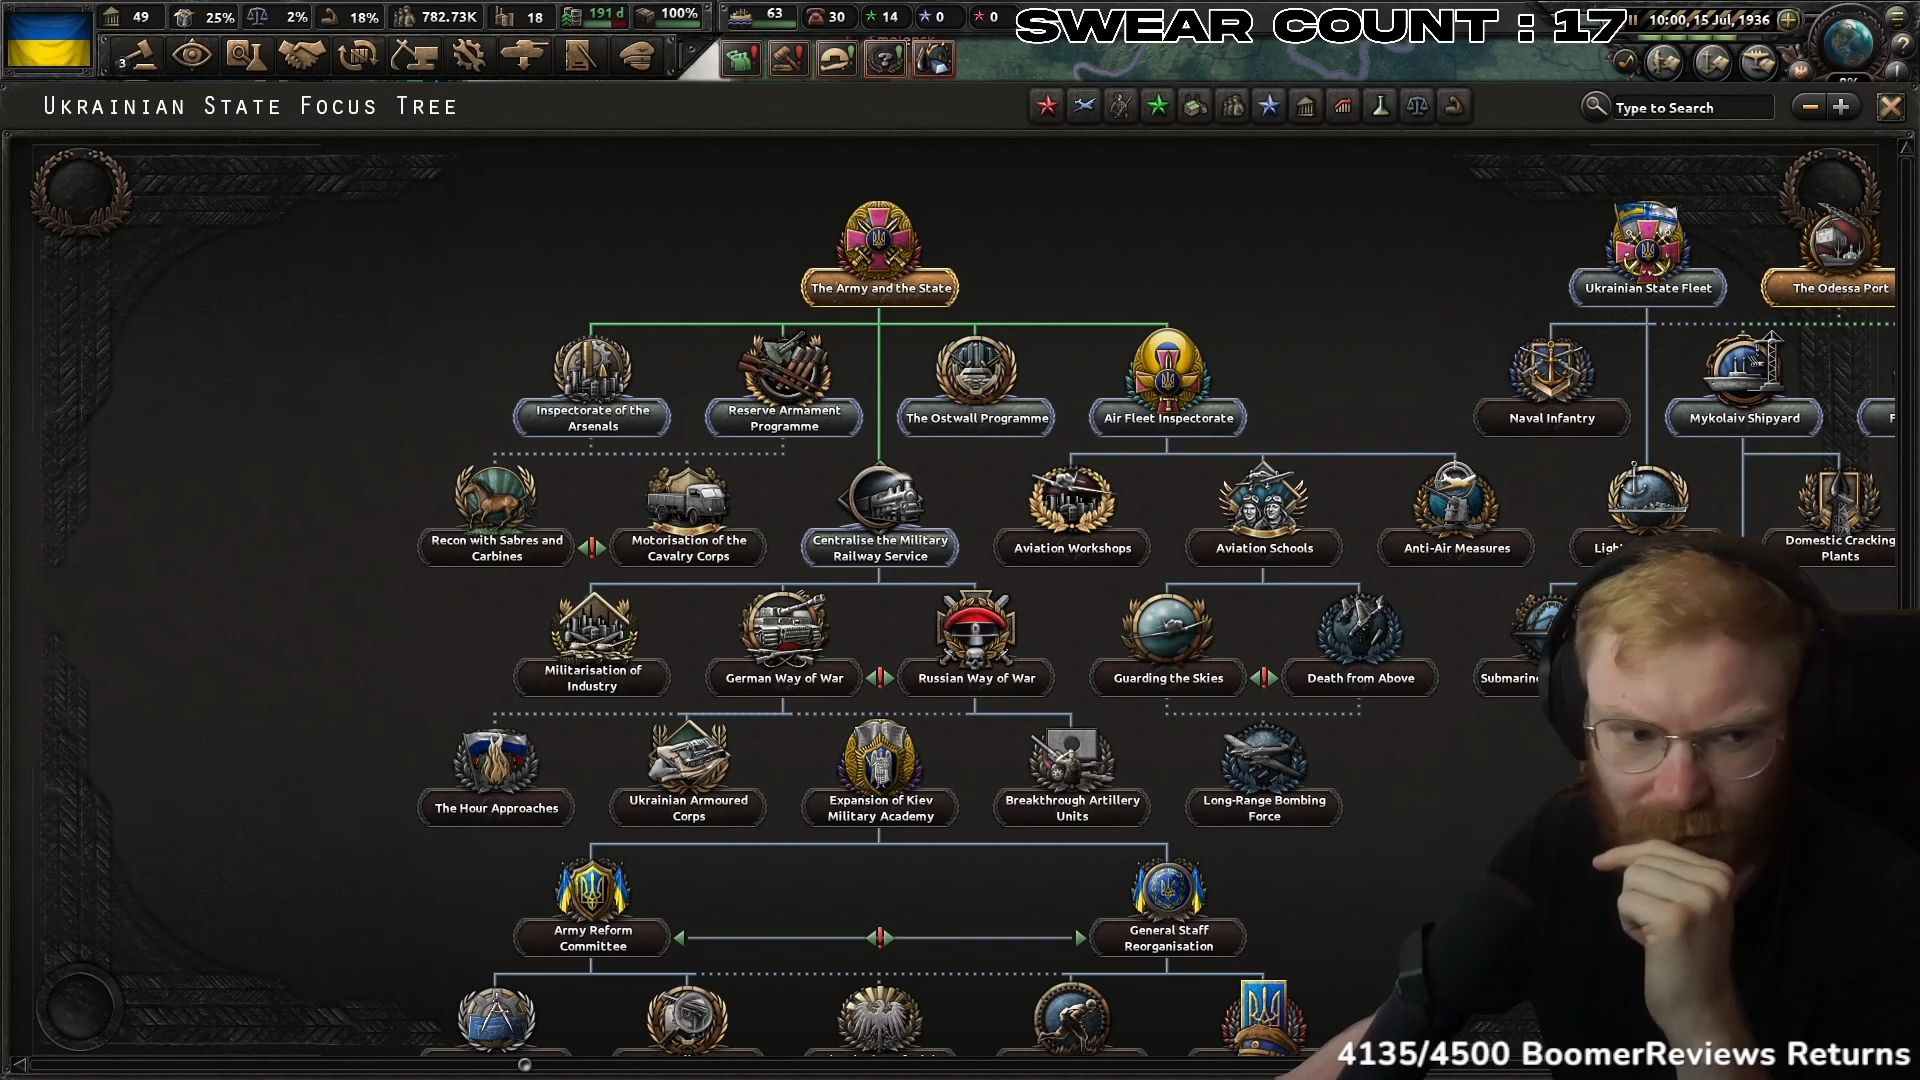 49
25%
2%
18%
782.73K
18
191 d
100%
63
30
14
0
0
SWEAR COUNT : 17
10:00, 15 Jul, 1936
3
UKRAINIAN STATE FOCUS TREE
Type to Search
The Army and the State
Ukrainian State Fleet
The Odessa Port
Inspectorate of the
Arsenals
Reserve Armament
Programme
The Ostwall Programme
Air Fleet Inspectorate
Naval Infantry
Mykolaiv Shipyard
Recon with Sabres and
Carbines
Motorisation of the
Cavalry Corps
Centralise the Military
Railway Service
Aviation Workshops
Aviation Schools
Anti-Air Measures
Domestic Cracking
Plants
Militarisation of
Industry
German Way of War
Russian Way of War
Guarding the Skies
Death from Above
Submarine
The Hour Approaches
Ukrainian Armoured
Corps
Expansion of Kiev
Military Academy
Breakthrough Artillery
Units
Long-Range Bombing
Force
Army Reform
Committee
General Staff
Reorganisation
4135/4500 BoomerReviews Returns